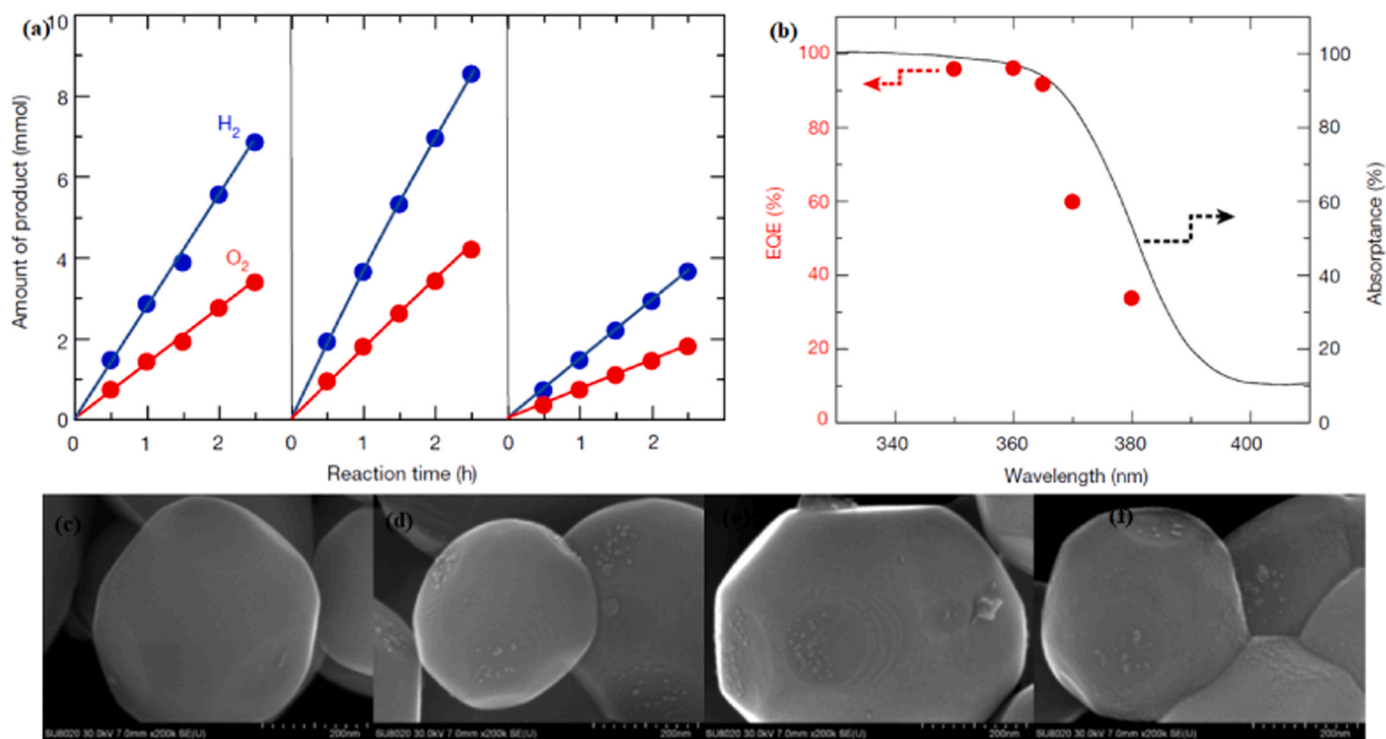 (a)
10
8
6
4
2
0
Amount of product (mmol)
H2
O2
0 1 2 0 1 2 0 1 2
Reaction time (h)
(b)
100
80
60
40
20
0
EQE (%)
100
80
60
40
20
0
Absorptance (%)
340 360 380 400
Wavelength (nm)
(c)
(d)
(e)
(f)
SU8020 30.0kV 7.0mm x200k SE(U) 200nm
SU8020 30.0kV 7.0mm x200k SE(U) 200nm
SU8020 30.0kV 7.0mm x200k SE(U) 200nm
SU8020 30.0kV 7.0mm x200k SE(U) 200nm